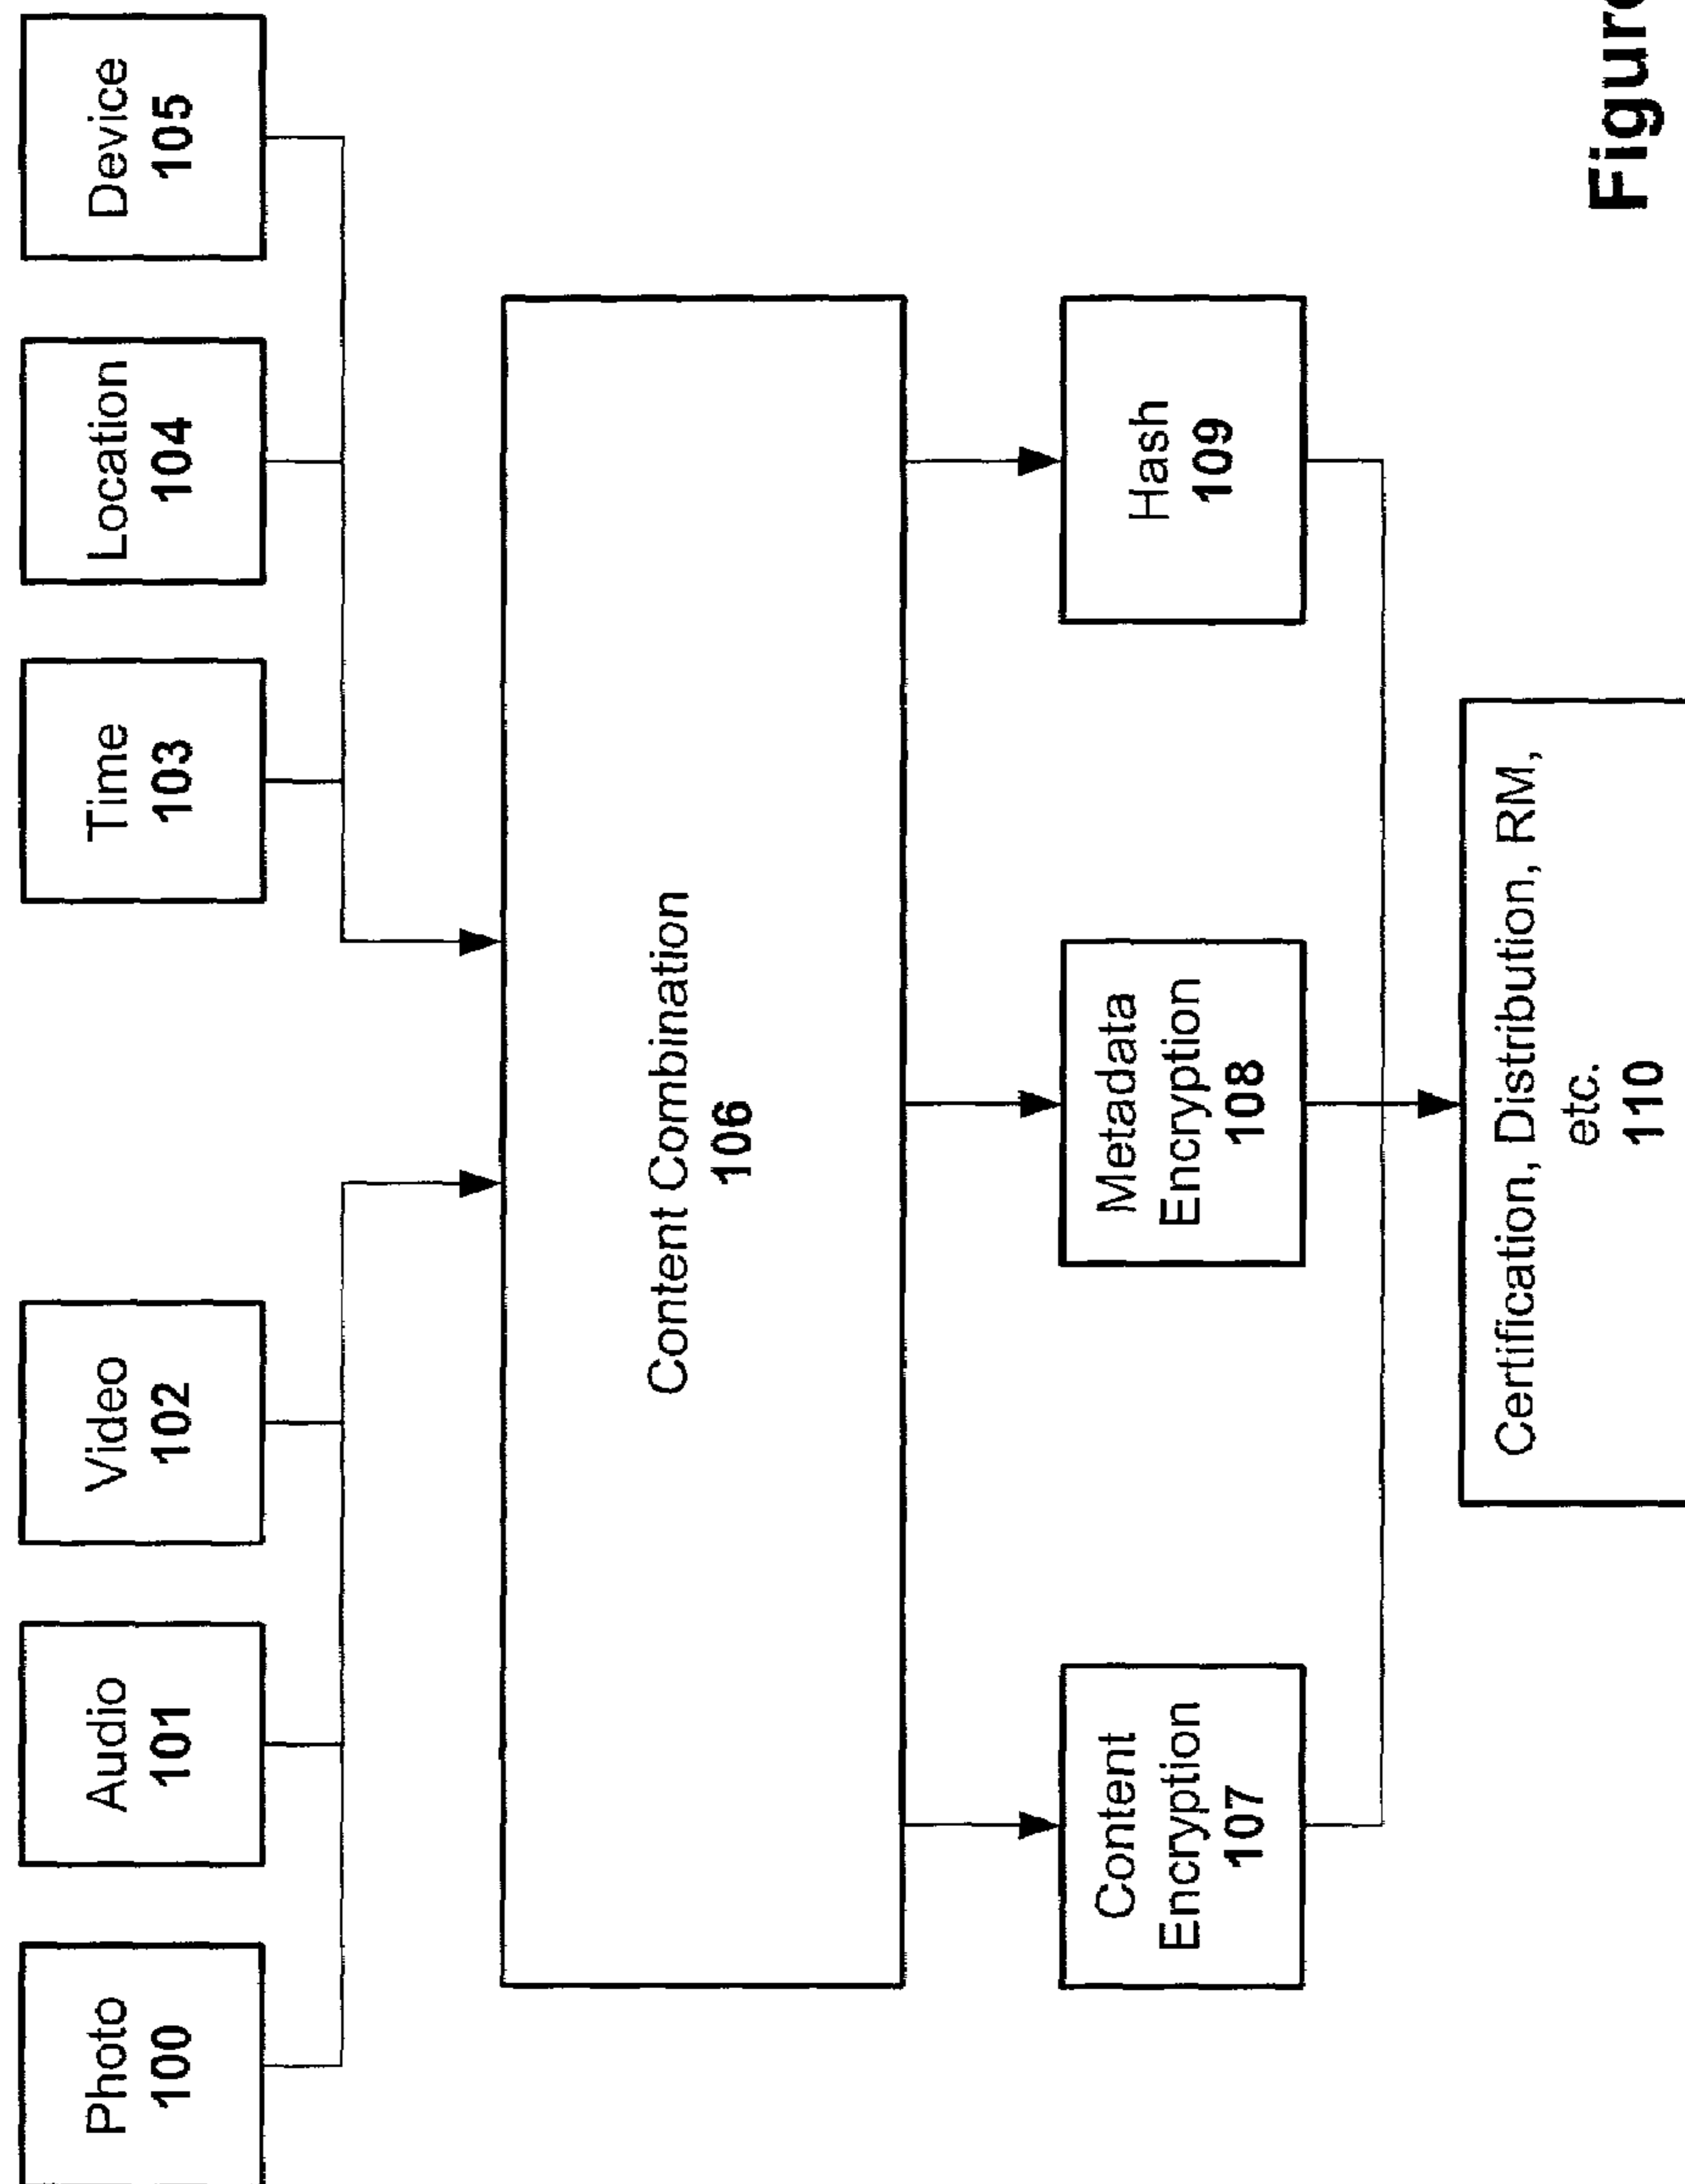 Photo
100
Audio
101
Video
102
Time
103
Location
104
Device
105
Content Combination
106
Content
Encryption
107
Metadata
Encryption
108
Hash
109
Certification, Distribution, RM,
etc.
110
Figure